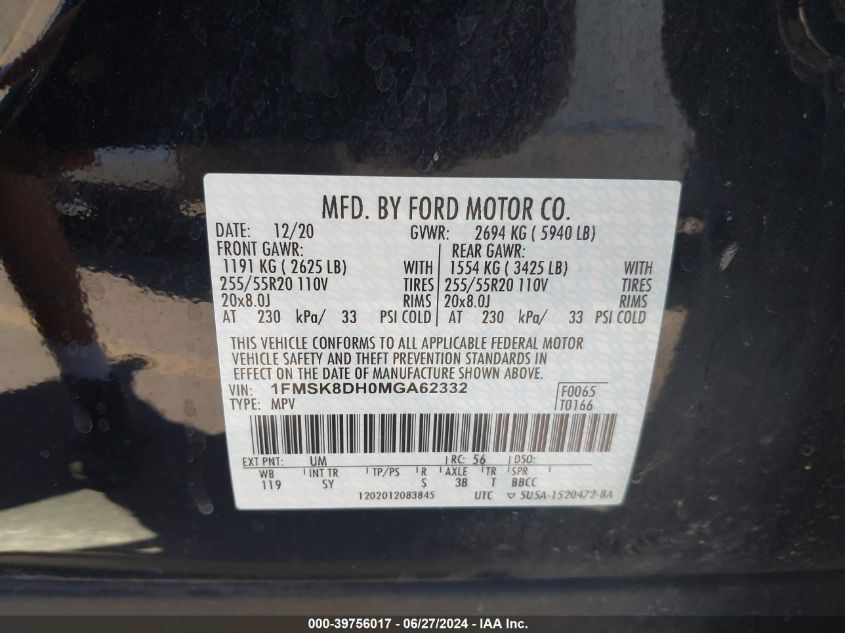 MFD. BY FORD MOTOR CO.
DATE: 12/20 GVWR: 2694 KG ( 5940 LB)
FRONT GAWR: REAR GAWR:
1191 KG ( 2625 LB) WITH 1554 KG ( 3425 LB) WITH
255/55R20 110V TIRES 255/55R20 110V TIRES
20x8.0J RIMS 20x8.0J RIMS
AT 230 kPa/ 33 PSI COLD AT 230 kPa/ 33 PSI COLD
THIS VEHICLE CONFORMS TO ALL APPLICABLE FEDERAL MOTOR
VEHICLE SAFETY AND THEFT PREVENTION STANDARDS IN
EFFECT ON THE DATE OF MANUFACTURE SHOWN ABOVE.
VIN: 1FMSK8DH0MGA62332 F0065
TYPE: MPV T0166
EXT PNT: UM RC: 56 DSO:
WB INT TR TP/PS R AXLE TR SPR
119 SY S 3B T BBCC
1202012083845 UTC ▽ 5U5A-1520472-BA
000-39756017 - 06/27/2024 - IAA Inc.